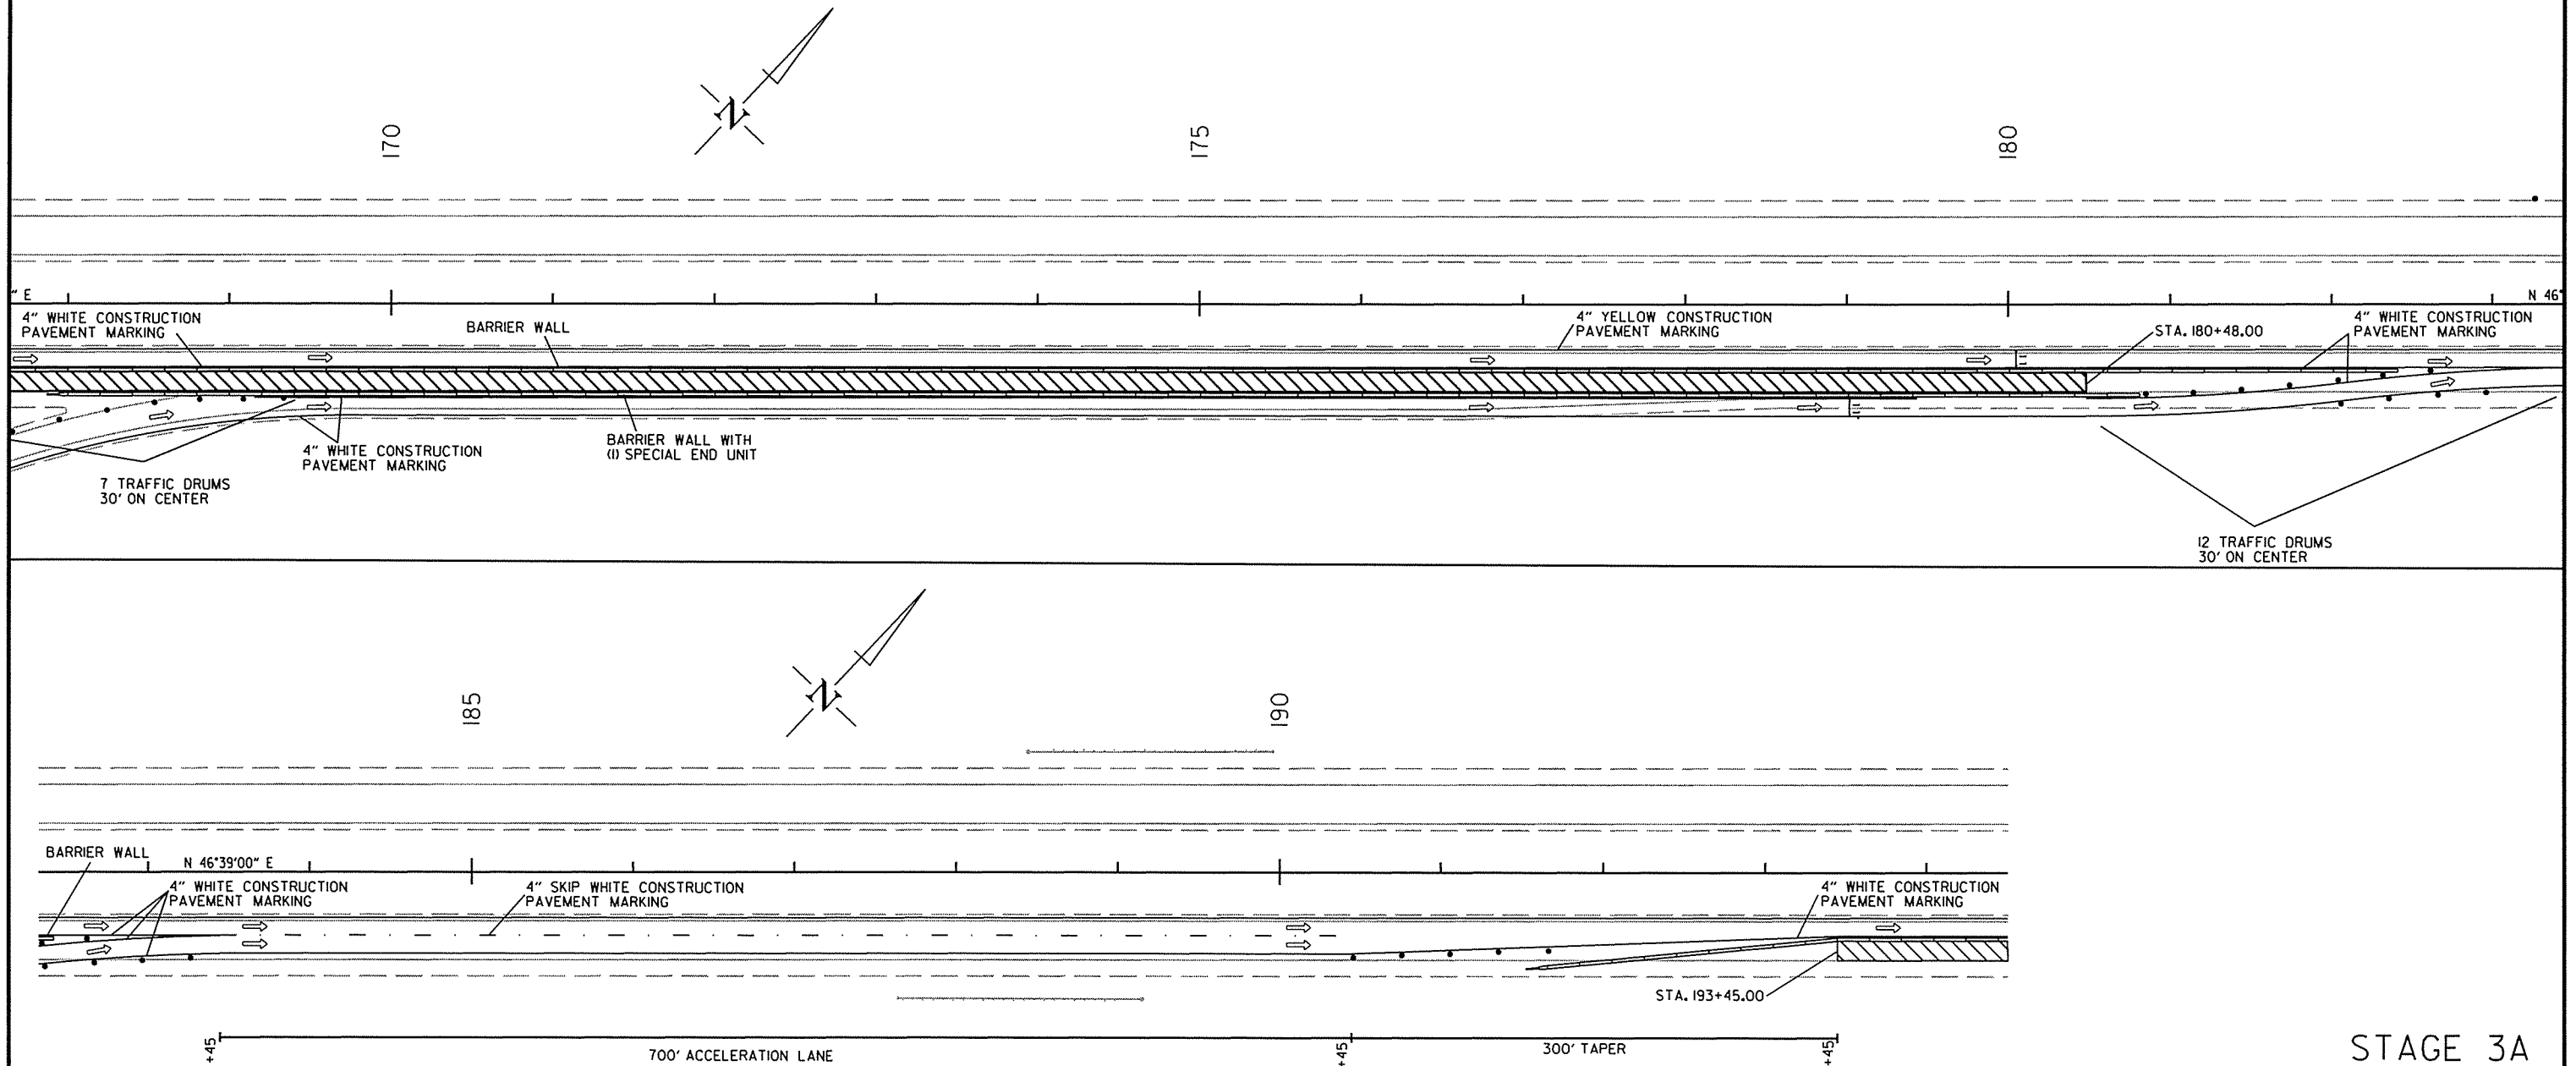 N
170
175
180
" E
N 46°
4" WHITE CONSTRUCTION
PAVEMENT MARKING
BARRIER WALL
4" YELLOW CONSTRUCTION
PAVEMENT MARKING
STA. 180+48.00
4" WHITE CONSTRUCTION
PAVEMENT MARKING
7 TRAFFIC DRUMS
30' ON CENTER
4" WHITE CONSTRUCTION
PAVEMENT MARKING
BARRIER WALL WITH
(1) SPECIAL END UNIT
12 TRAFFIC DRUMS
30' ON CENTER
N
185
190
BARRIER WALL
N 46°39'00" E
4" WHITE CONSTRUCTION
PAVEMENT MARKING
4" SKIP WHITE CONSTRUCTION
PAVEMENT MARKING
4" WHITE CONSTRUCTION
PAVEMENT MARKING
STA. 193+45.00
+45
700' ACCELERATION LANE
+45
300' TAPER
+45
STAGE 3A